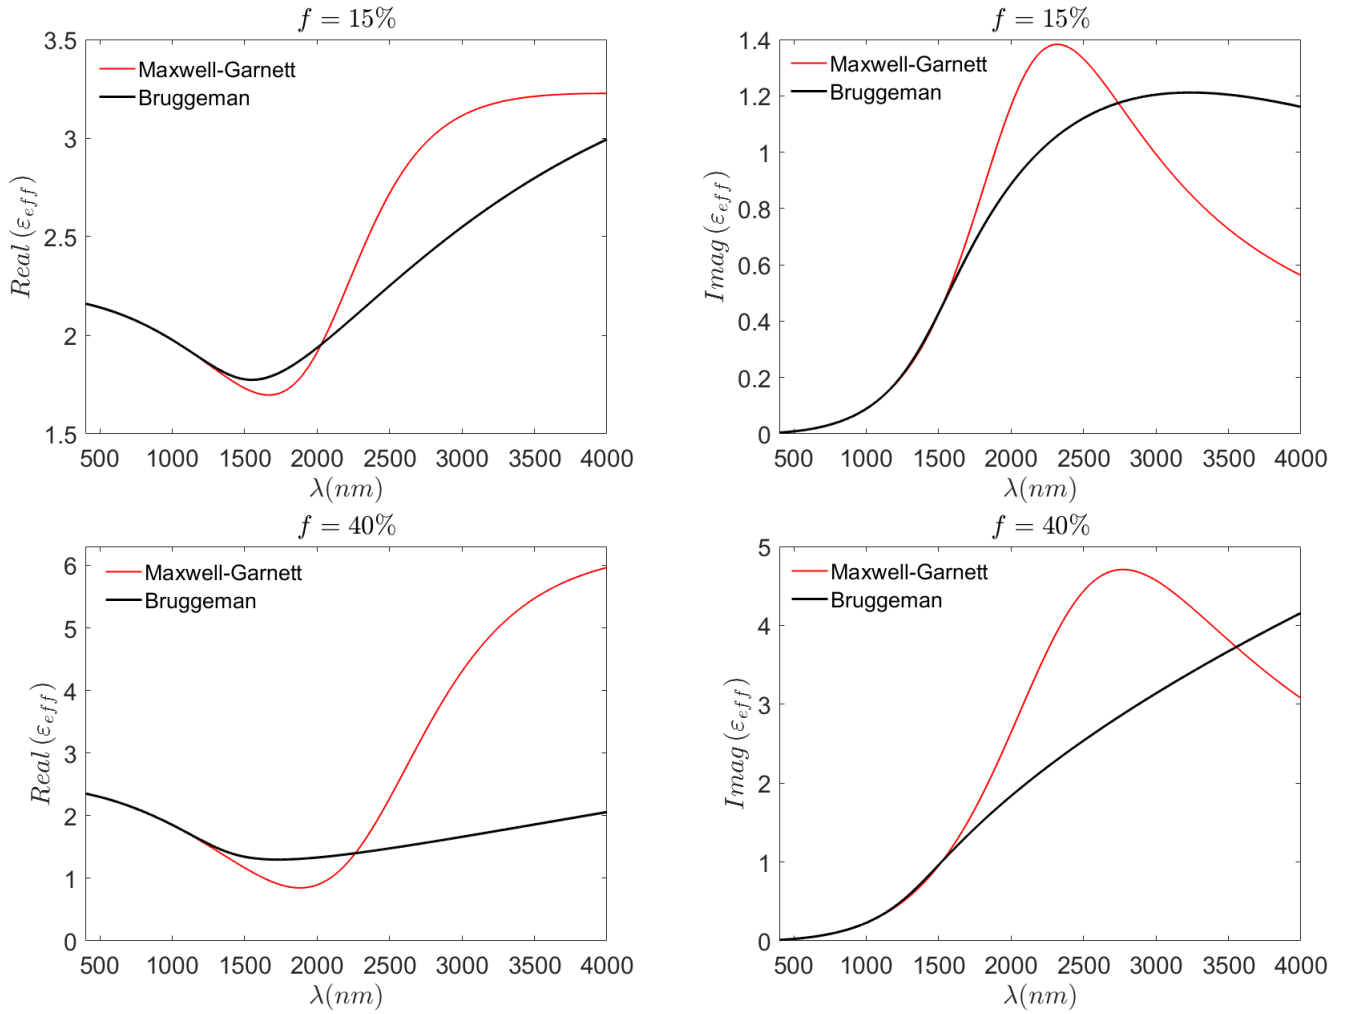 f = 15%
3.5
3
2.5
2
1.5
Real (ε_eff)
Maxwell-Garnett
Bruggeman
500 1000 1500 2000 2500 3000 3500 4000
λ(nm)
f = 15%
1.4
1.2
1
0.8
0.6
0.4
0.2
0
Imag (ε_eff)
Maxwell-Garnett
Bruggeman
500 1000 1500 2000 2500 3000 3500 4000
λ(nm)
f = 40%
6
5
4
3
2
1
0
Real (ε_eff)
Maxwell-Garnett
Bruggeman
500 1000 1500 2000 2500 3000 3500 4000
λ(nm)
f = 40%
5
4
3
2
1
0
Imag (ε_eff)
Maxwell-Garnett
Bruggeman
500 1000 1500 2000 2500 3000 3500 4000
λ(nm)